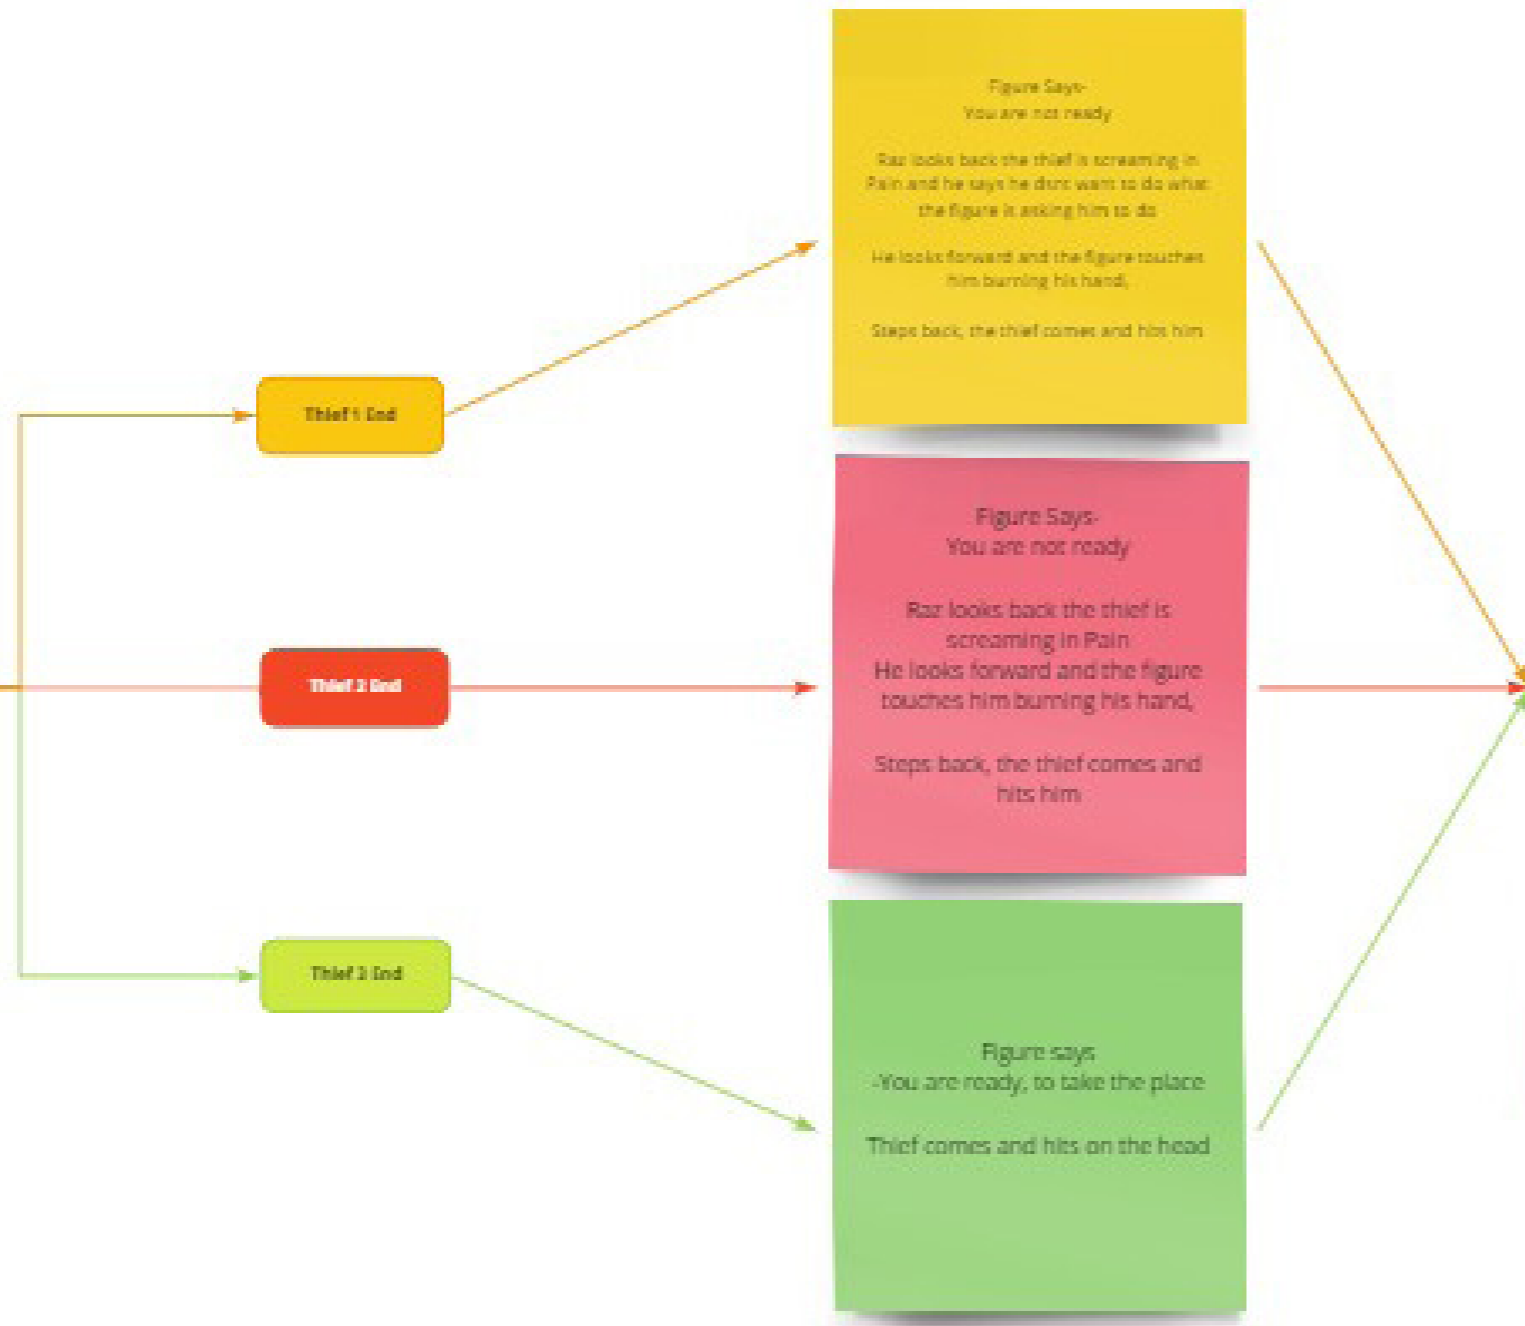 Figure Says-
You are not ready
Raz looks back the thief is screaming in
Pain and he says he dsnt want to do what
the figure is asking him to do
He looks forward and the figure touches
him burning his hand,
Steps back, the thief comes and hits him
Thief 1 End
Figure Says-
You are not ready
Raz looks back the thief is
screaming in Pain
He looks forward and the figure
touches him burning his hand,
Steps back, the thief comes and
hits him
Thief 2 End
Thief 3 End
Figure says
-You are ready, to take the place
Thief comes and hits on the head